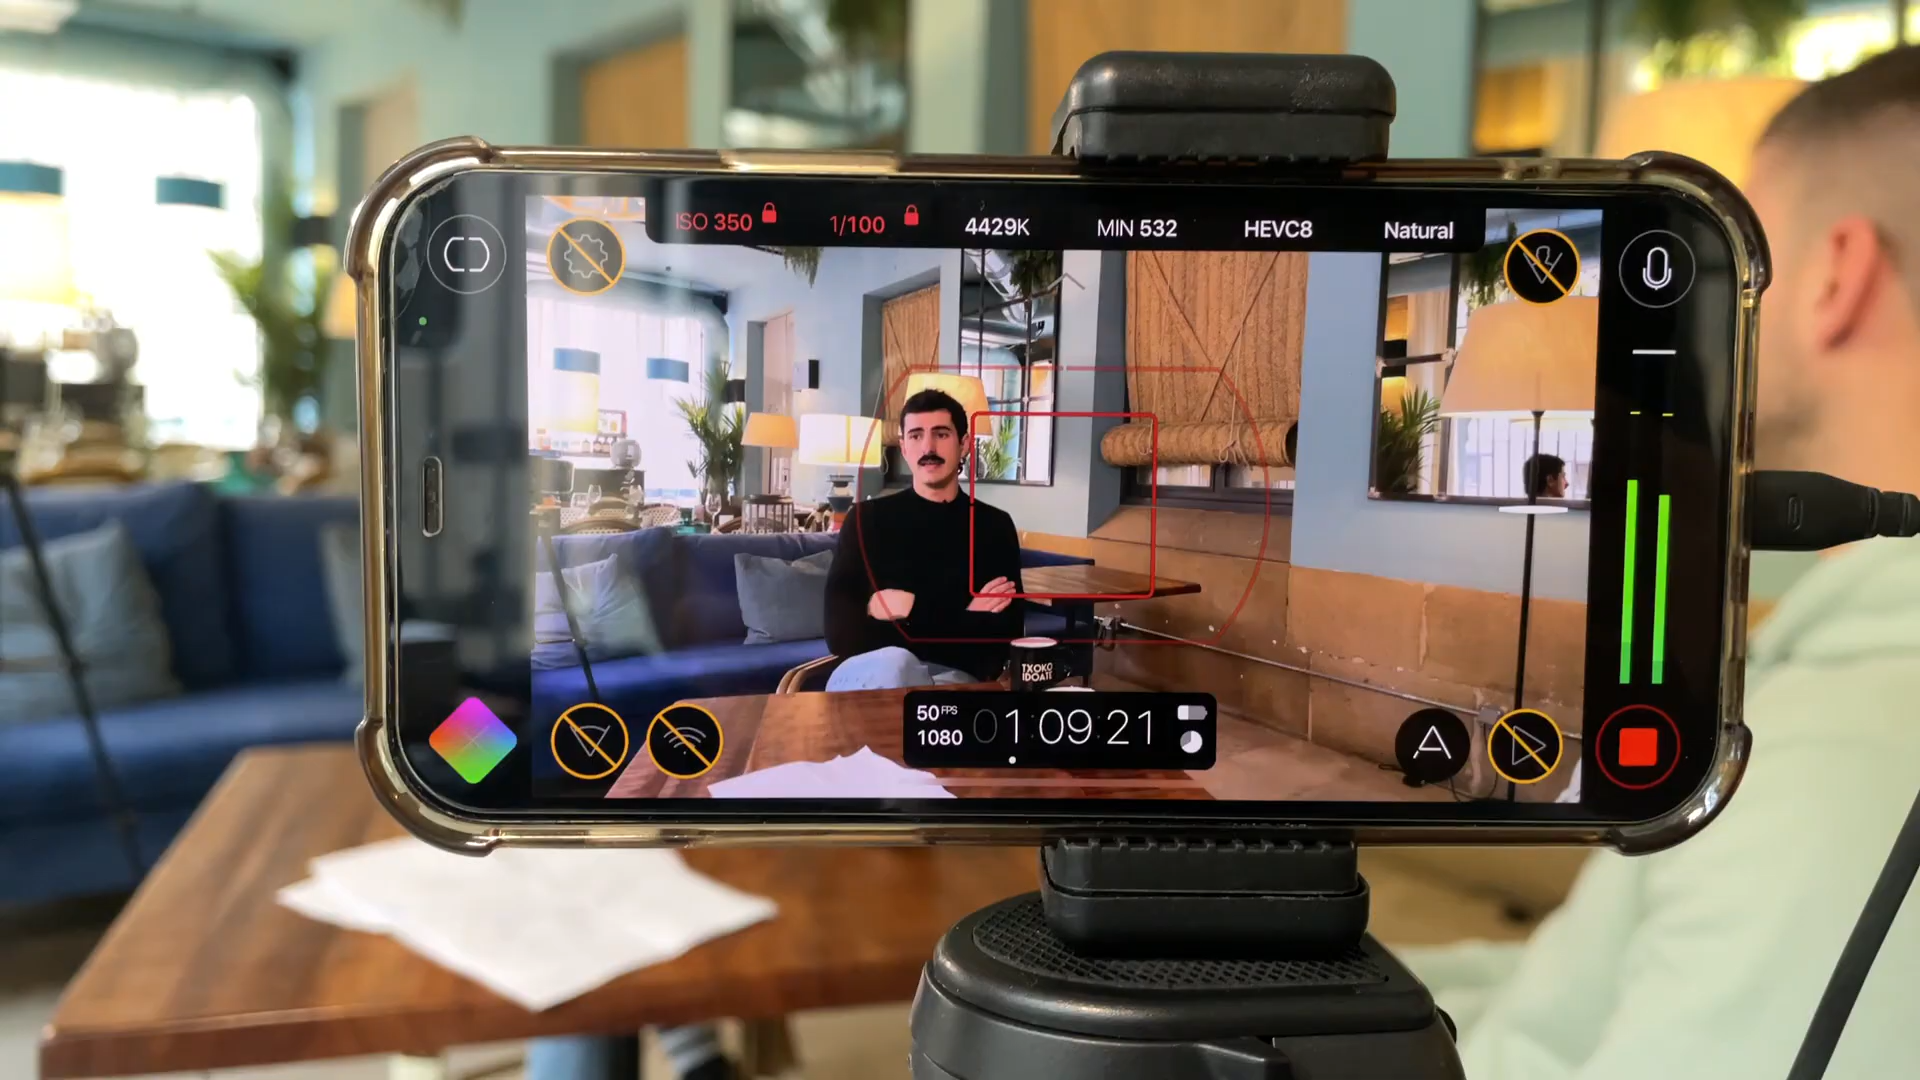 ISO 350
1/100
4429K
MIN 532
HEVC8
Natural
TXOKO
IDOATE
50 FPS
1080
01:09:21
A